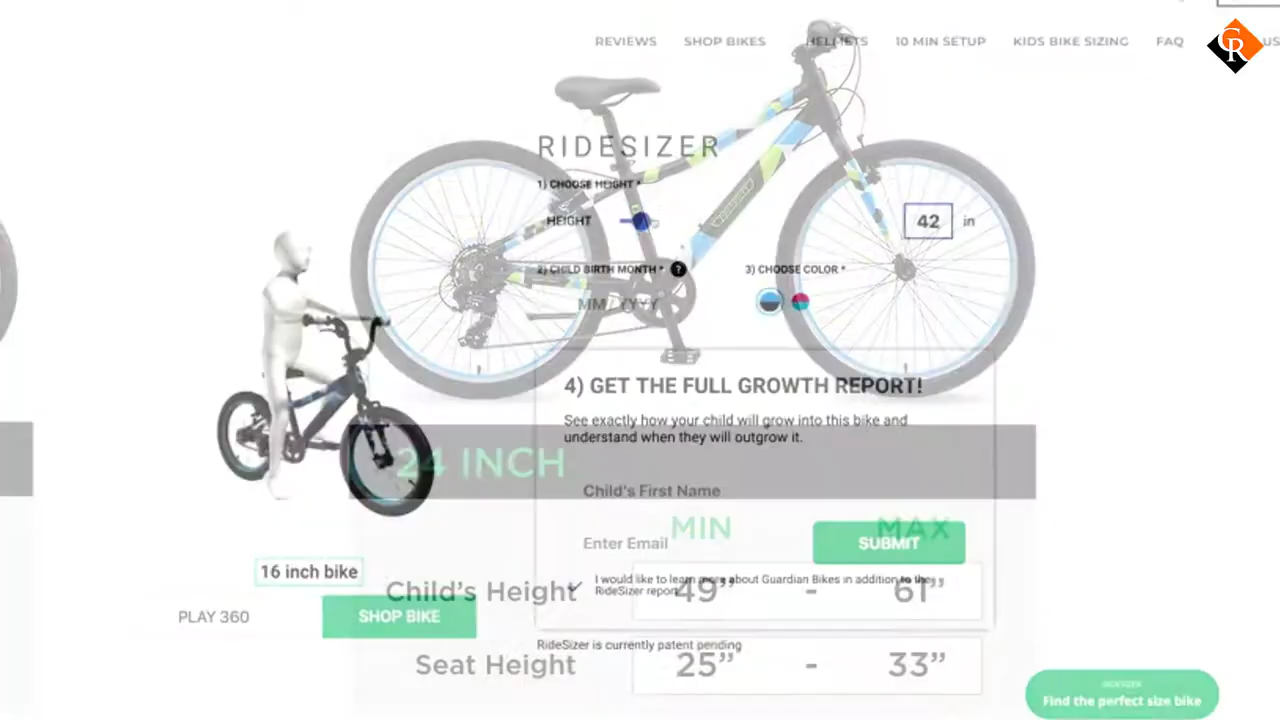 REVIEWS SHOP BIKES HELMETS 10 MIN SETUP KIDS BIKE SIZING FAQ US
CR
RIDESIZER
1) CHOOSE HEIGHT *
HEIGHT 42 in
2) CHILD BIRTH MONTH * ? 3) CHOOSE COLOR *
MM/ YYYY
4) GET THE FULL GROWTH REPORT!
See exactly how your child will grow into this bike and
understand when they will outgrow it.
24 INCH
Child's First Name
MIN MAX
Enter Email SUBMIT
16 inch bike
I would like to learn more about Guardian Bikes in addition to the
RideSizer report
Child's Height 49” - 61”
PLAY 360 SHOP BIKE
RideSizer is currently patent pending
Seat Height 25” - 33”
Find the perfect size bike